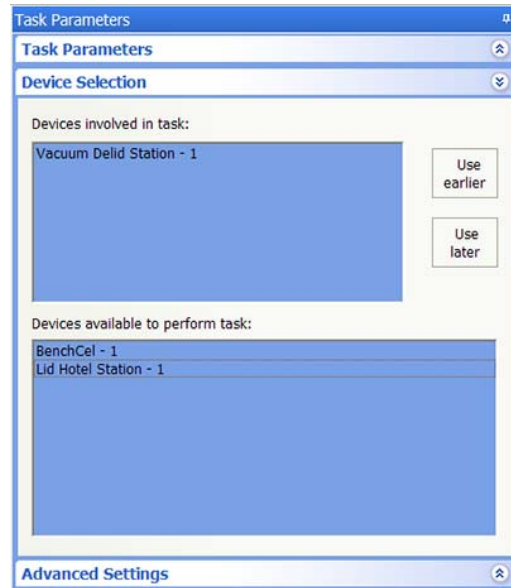 Task Parameters
Task Parameters
Device Selection
Devices involved in task:
Vacuum Delid Station - 1
Use
earlier
Use
later
Devices available to perform task:
BenchCel - 1
Lid Hotel Station - 1
Advanced Settings